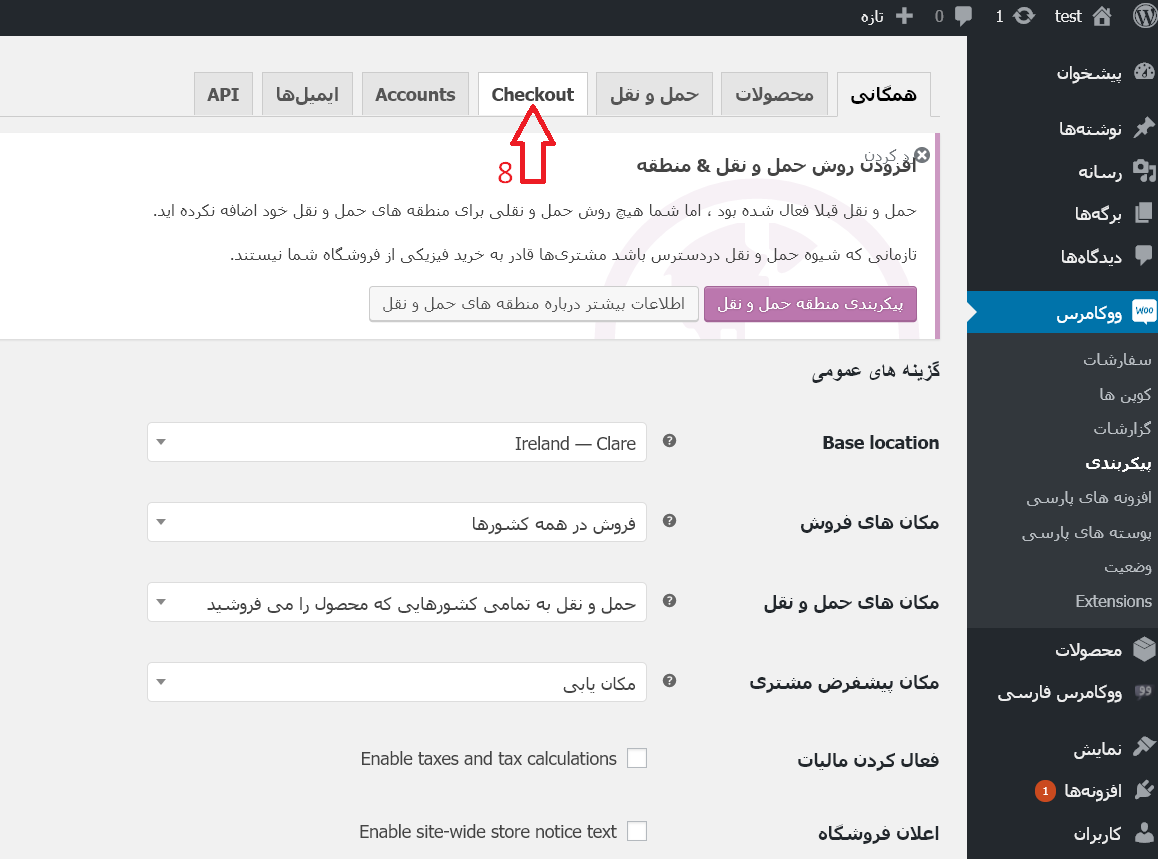 test 1 0 تازه
همگانی محصولات حمل و نقل Checkout Accounts ایمیل‌ها API
رد کردن
افزودن روش حمل و نقل & منطقه
8
حمل و نقل قبلا فعال شده بود ، اما شما هیچ روش حمل و نقلی برای منطقه های حمل و نقل خود اضافه نکرده اید.
تازمانی که شیوه حمل و نقل دردسترس باشد مشتری‌ها قادر به خرید فیزیکی از فروشگاه شما نیستند.
پیکربندی منطقه حمل و نقل اطلاعات بیشتر درباره منطقه های حمل و نقل
گزینه های عمومی
Base location
Ireland — Clare
مکان های فروش
فروش در همه کشورها
مکان های حمل و نقل
حمل و نقل به تمامی کشورهایی که محصول را می فروشید
مکان پیشفرض مشتری
مکان یابی
فعال کردن مالیات
Enable taxes and tax calculations
اعلان فروشگاه
Enable site-wide store notice text
پیشخوان
نوشته‌ها
رسانه
برگه‌ها
دیدگاه‌ها
woo ووکامرس
سفارشات
کوپن ها
گزارشات
پیکربندی
افزونه های پارسی
پوسته های پارسی
وضعیت
Extensions
محصولات
ووکامرس فارسی
نمایش
افزونه‌ها 1
کاربران